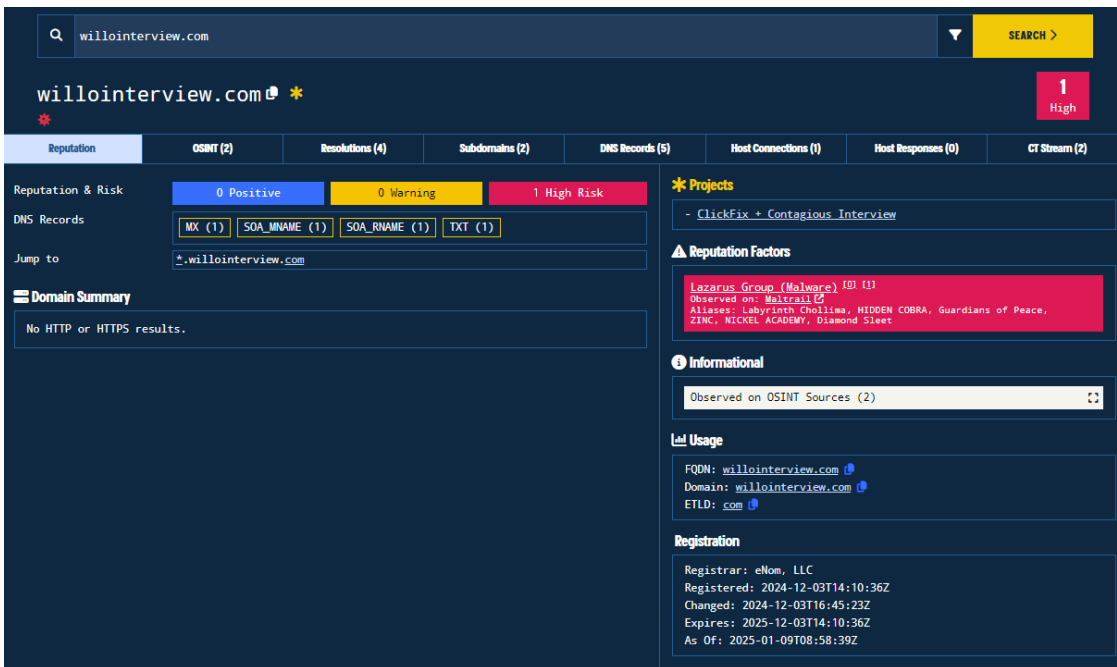 willointerview.com
SEARCH >
willointerview.com
1
High
Reputation
OSINT (2)
Resolutions (4)
Subdomains (2)
DNS Records (5)
Host Connections (1)
Host Responses (0)
CT Stream (2)
Reputation & Risk
0 Positive
0 Warning
1 High Risk
DNS Records
MX (1)
SOA_MNAME (1)
SOA_RNAME (1)
TXT (1)
Jump to
*.willointerview.com
Domain Summary
No HTTP or HTTPS results.
Projects
- ClickFix + Contagious Interview
Reputation Factors
Lazarus Group (Malware) [0] [1]
Observed on: Maltrail
Aliases: Labyrinth Chollima, HIDDEN COBRA, Guardians of Peace,
ZINC, NICKEL ACADEMY, Diamond Sleet
Informational
Observed on OSINT Sources (2)
Usage
FQDN: willointerview.com
Domain: willointerview.com
ETLD: com
Registration
Registrar: eNom, LLC
Registered: 2024-12-03T14:10:36Z
Changed: 2024-12-03T16:45:23Z
Expires: 2025-12-03T14:10:36Z
As Of: 2025-01-09T08:58:39Z